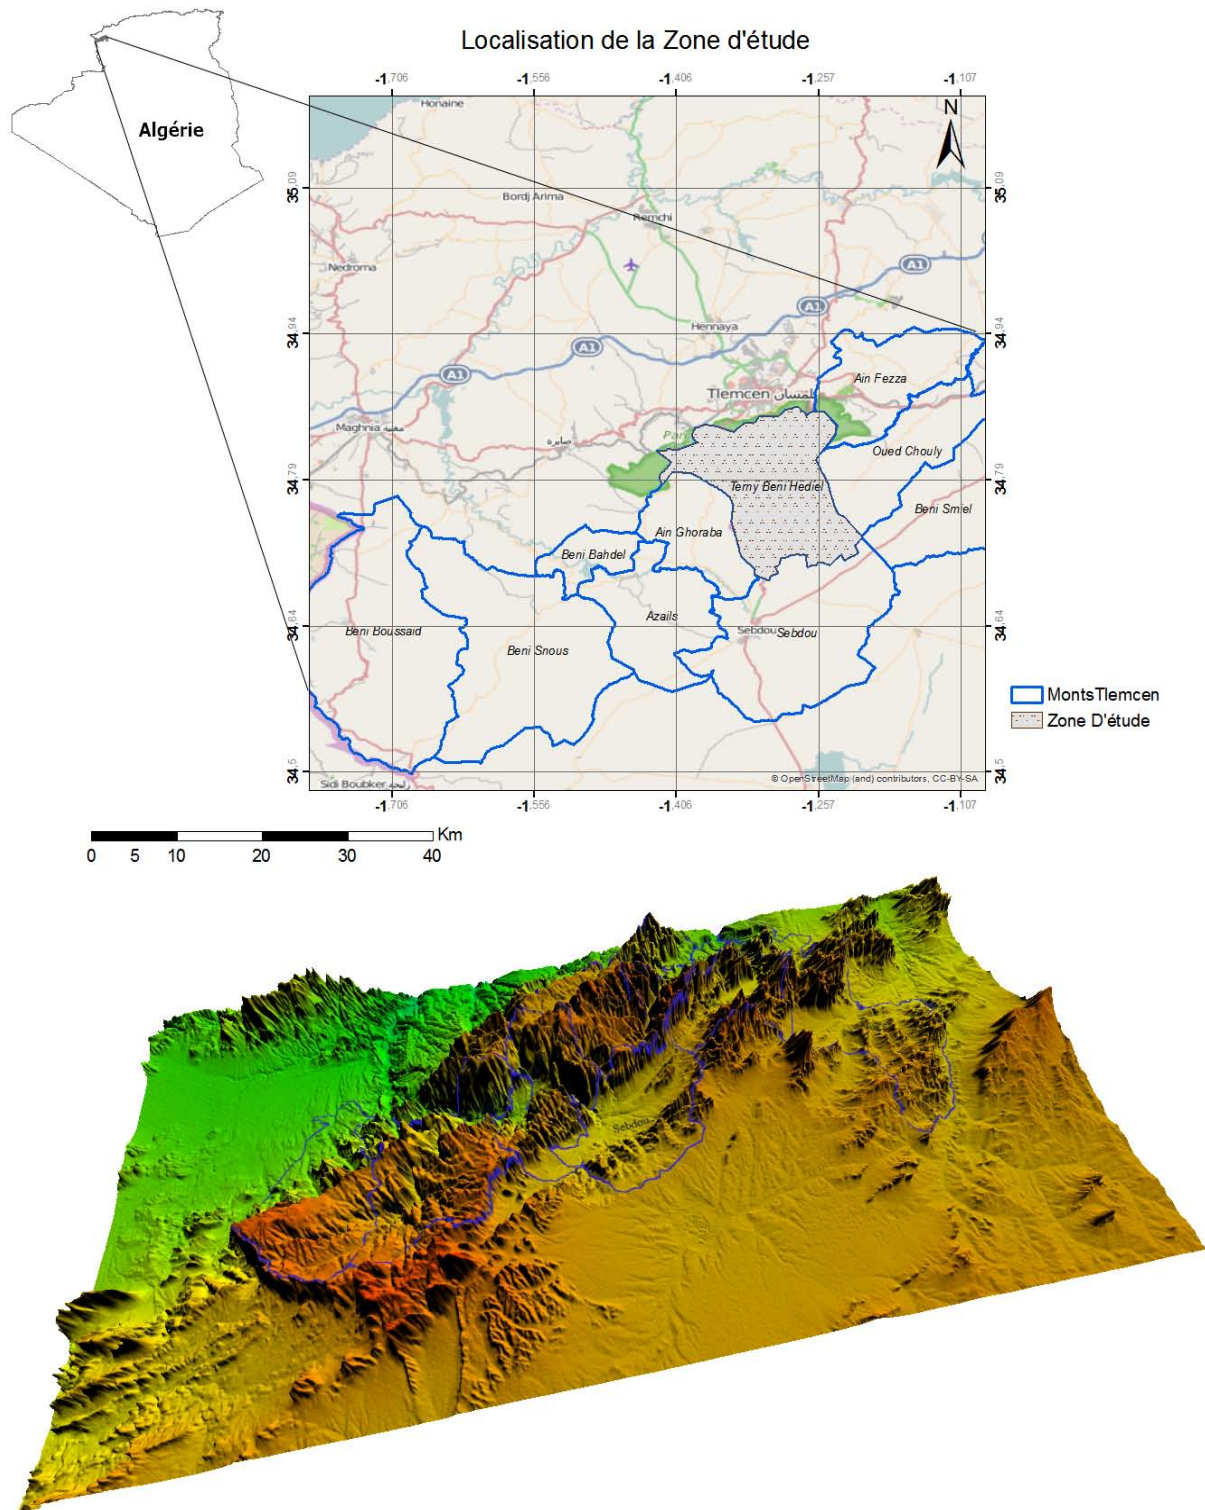 Localisation de la Zone d'étude
Algérie
-1,706 -1,556 -1,406 -1,257 -1,107
N
Honaine
35,09
35,09
Bordj Arima
Remchi
Nedroma
A1
A1
34,94
34,94
Hennaya
A1
A1
Ain Fezza
Tlemcen تلمسان
Maghnia مغنية
صابرة
Parc
Oued Chouly
34,79
34,79
Terny Beni Hediel
Beni Smiel
Ain Ghoraba
Beni Bahdel
34,64
34,64
Azails
Beni Boussaid
Sebdou
Sebdou
Beni Snous
MontsTlemcen
Zone D'étude
34,5
34,5
© OpenStreetMap (and) contributors, CC-BY-SA
Sidi Boubker
-1,706 -1,556 -1,406 -1,257 -1,107
Km
0 5 10 20 30 40
Sebdou